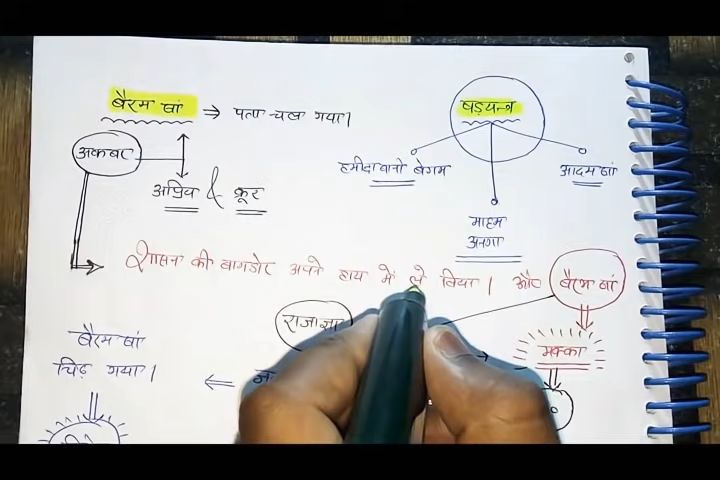 बैरम खां ⇒ पता चल गया।
षड़यन्त्र
अकबर
हमीदाबानो बेगम
आदम खां
अप्रिय & क्रूर
माहम
अनगा
शासन की बागडोर अपने हाथ में ले लिया। और
बैरम खां
राजाज्ञा
बैरम खां
मक्का
चिढ़ गया।